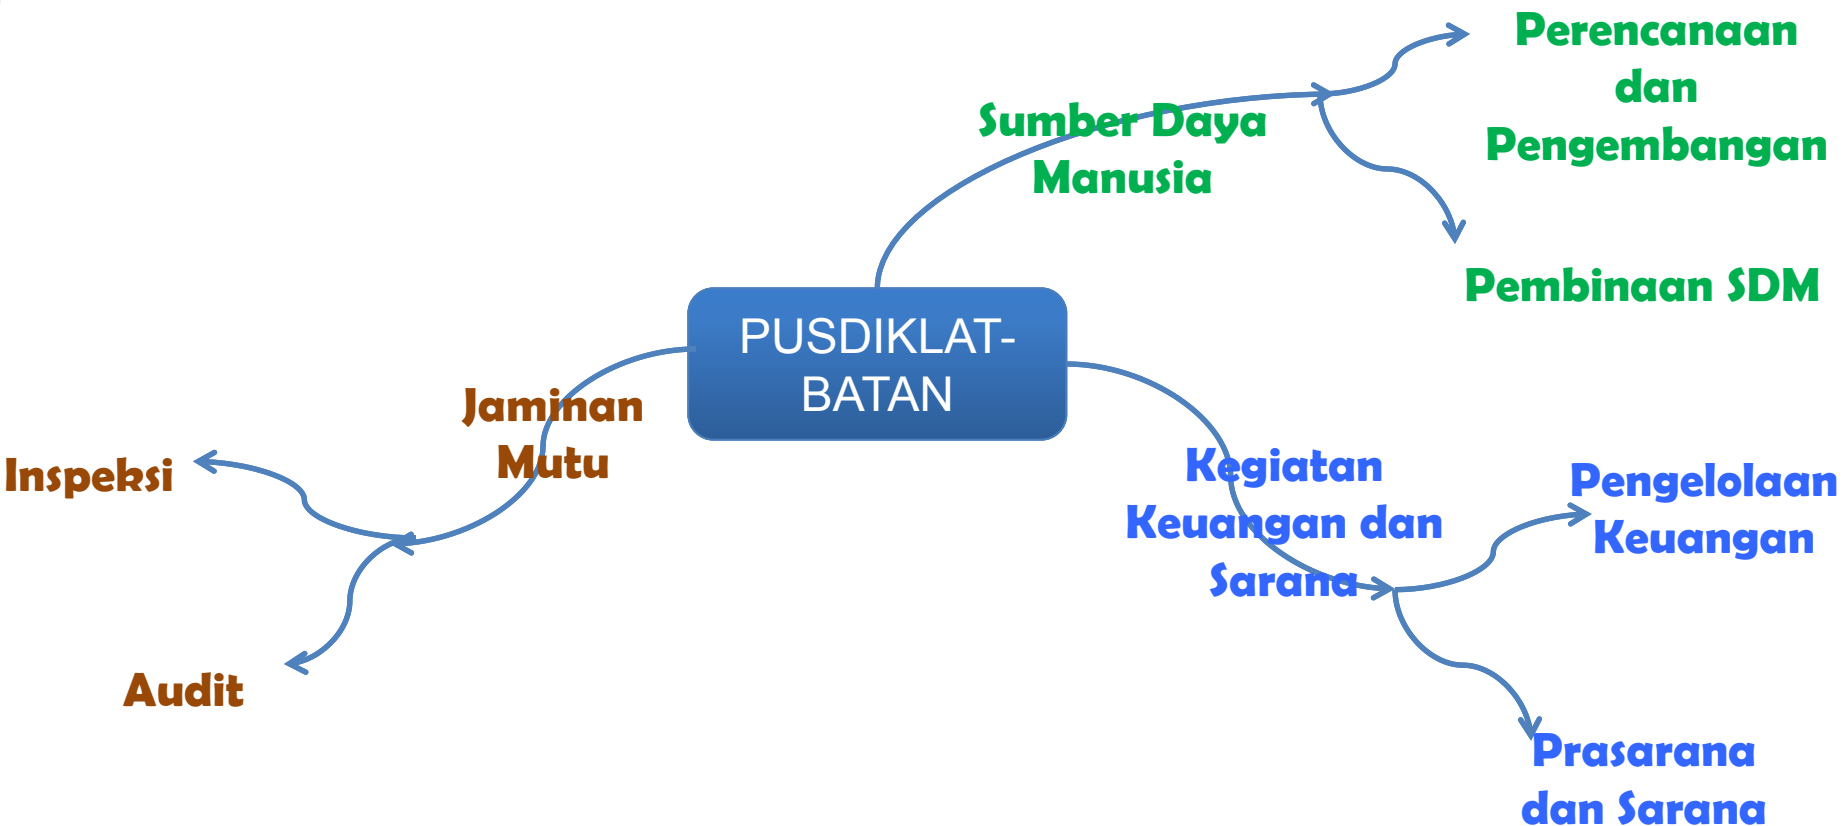 Perencanaan
dan
Pengembangan
Sumber Daya
Manusia
Pembinaan SDM
PUSDIKLAT-
BATAN
Jaminan
Mutu
Inspeksi
Audit
Kegiatan
Keuangan dan
Sarana
Pengelolaan
Keuangan
Prasarana
dan Sarana